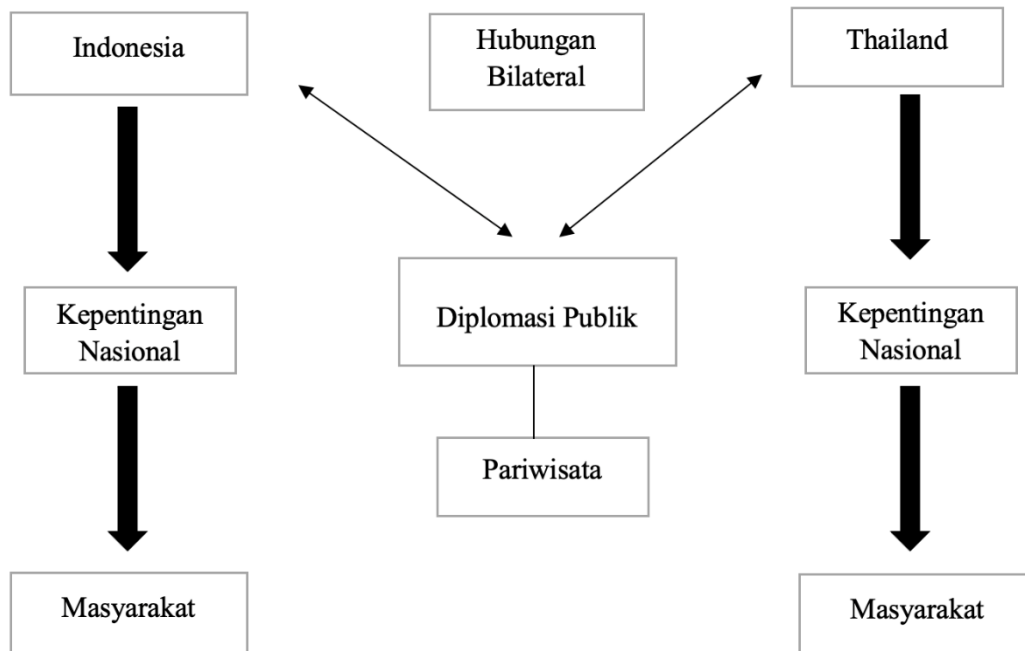 Indonesia
Hubungan
Bilateral
Thailand
Kepentingan
Nasional
Diplomasi Publik
Kepentingan
Nasional
Pariwisata
Masyarakat
Masyarakat